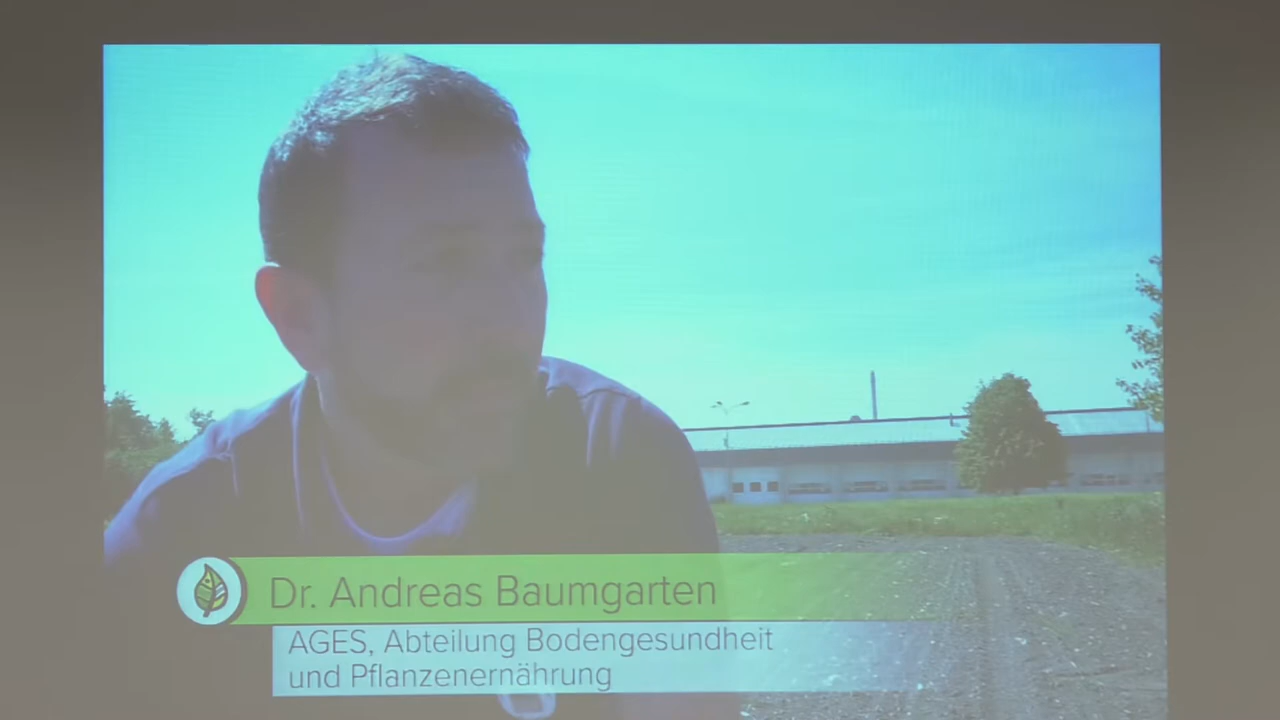 Dr. Andreas Baumgarten
AGES, Abteilung Bodengesundheit
und Pflanzenernährung